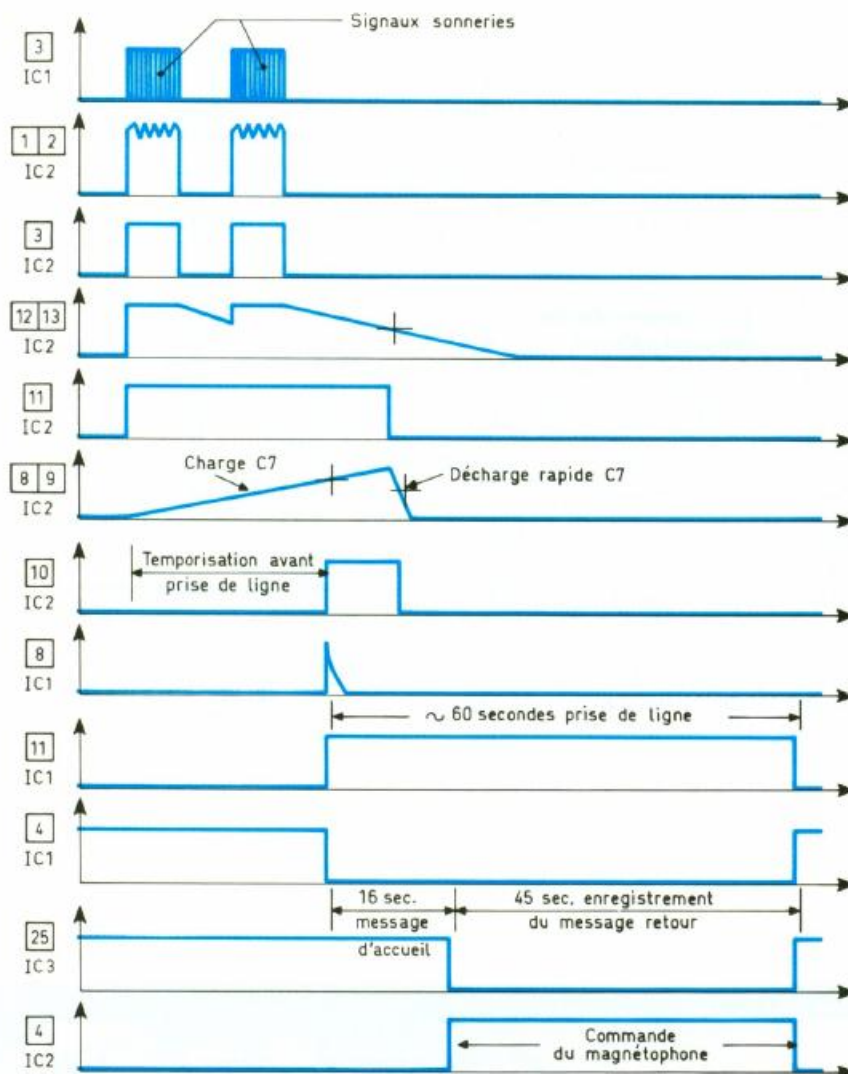 Signaux sonneries
3
IC1
1 2
IC2
3
IC2
12 13
IC2
11
IC2
Charge C7
Décharge rapide C7
8 9
IC2
Temporisation avant
prise de ligne
10
IC2
8
IC1
~ 60 secondes prise de ligne
11
IC1
4
IC1
16 sec.
message
d'accueil
45 sec. enregistrement
du message retour
25
IC3
Commande
du magnétophone
4
IC2